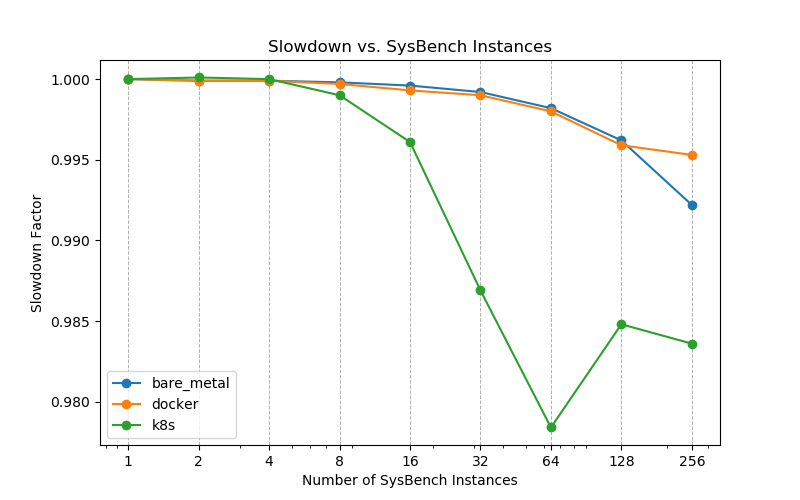 Slowdown vs. SysBench Instances
Slowdown Factor
1.000
0.995
0.990
0.985
0.980
bare_metal
docker
k8s
1 2 4 8 16 32 64 128 256
Number of SysBench Instances